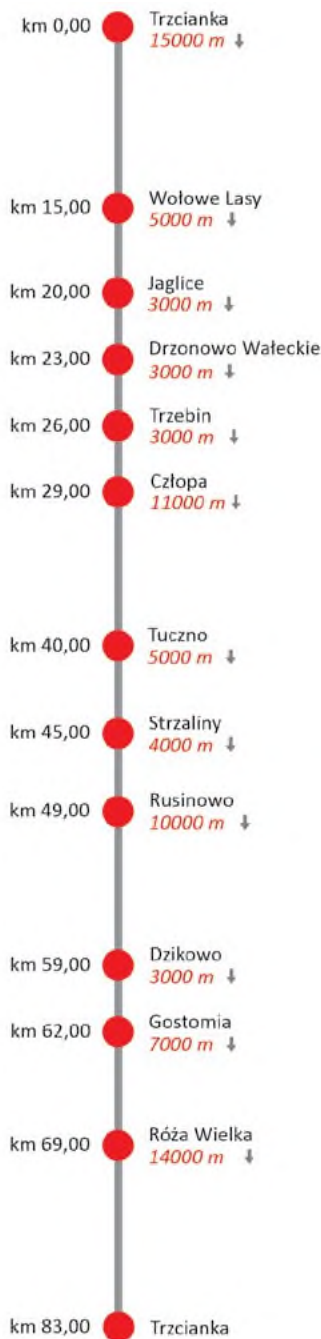 km 0,00 Trzcianka
15000 m ↓
km 15,00 Wołowe Lasy
5000 m ↓
km 20,00 Jaglice
3000 m ↓
km 23,00 Drzonowo Wałeckie
3000 m ↓
km 26,00 Trzebin
3000 m ↓
km 29,00 Człopa
11000 m ↓
km 40,00 Tuczno
5000 m ↓
km 45,00 Strzaliny
4000 m ↓
km 49,00 Rusinowo
10000 m ↓
km 59,00 Dzikowo
3000 m ↓
km 62,00 Gostomia
7000 m ↓
km 69,00 Róża Wielka
14000 m ↓
km 83,00 Trzcianka